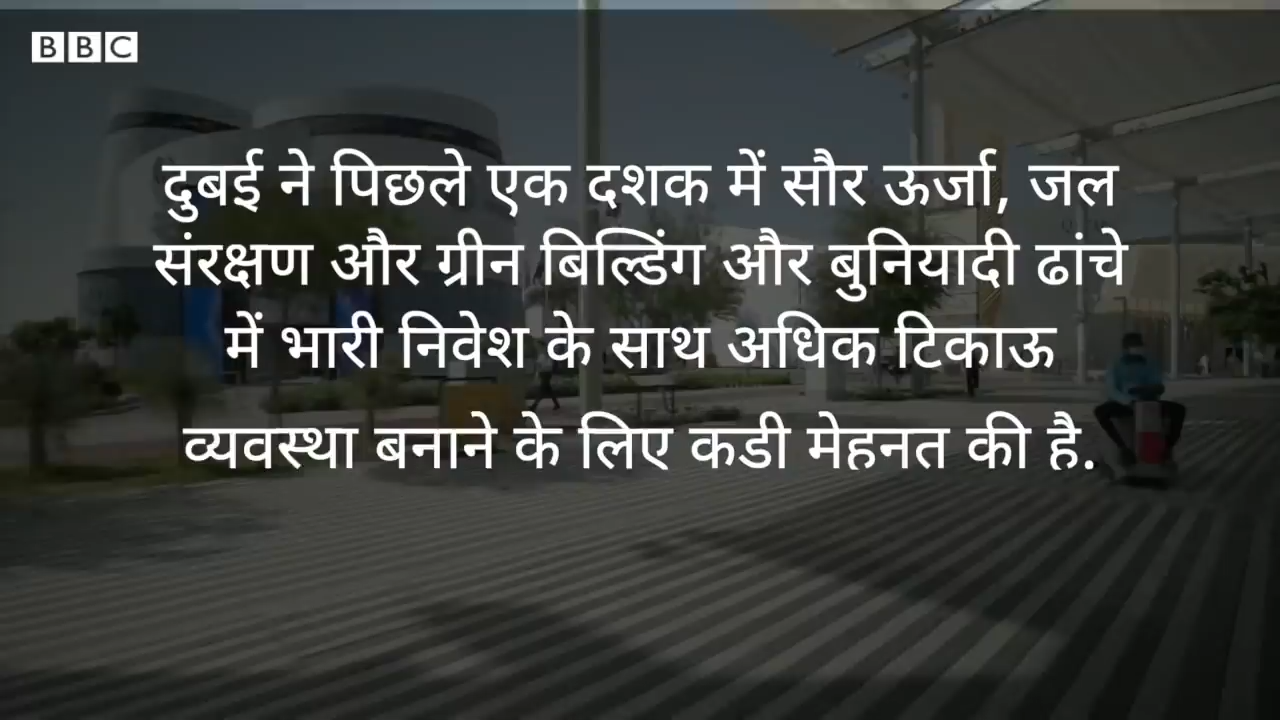 BBC
दुबई ने पिछले एक दशक में सौर ऊर्जा, जल
संरक्षण और ग्रीन बिल्डिंग और बुनियादी ढांचे
में भारी निवेश के साथ अधिक टिकाऊ
व्यवस्था बनाने के लिए कडी मेहनत की है.